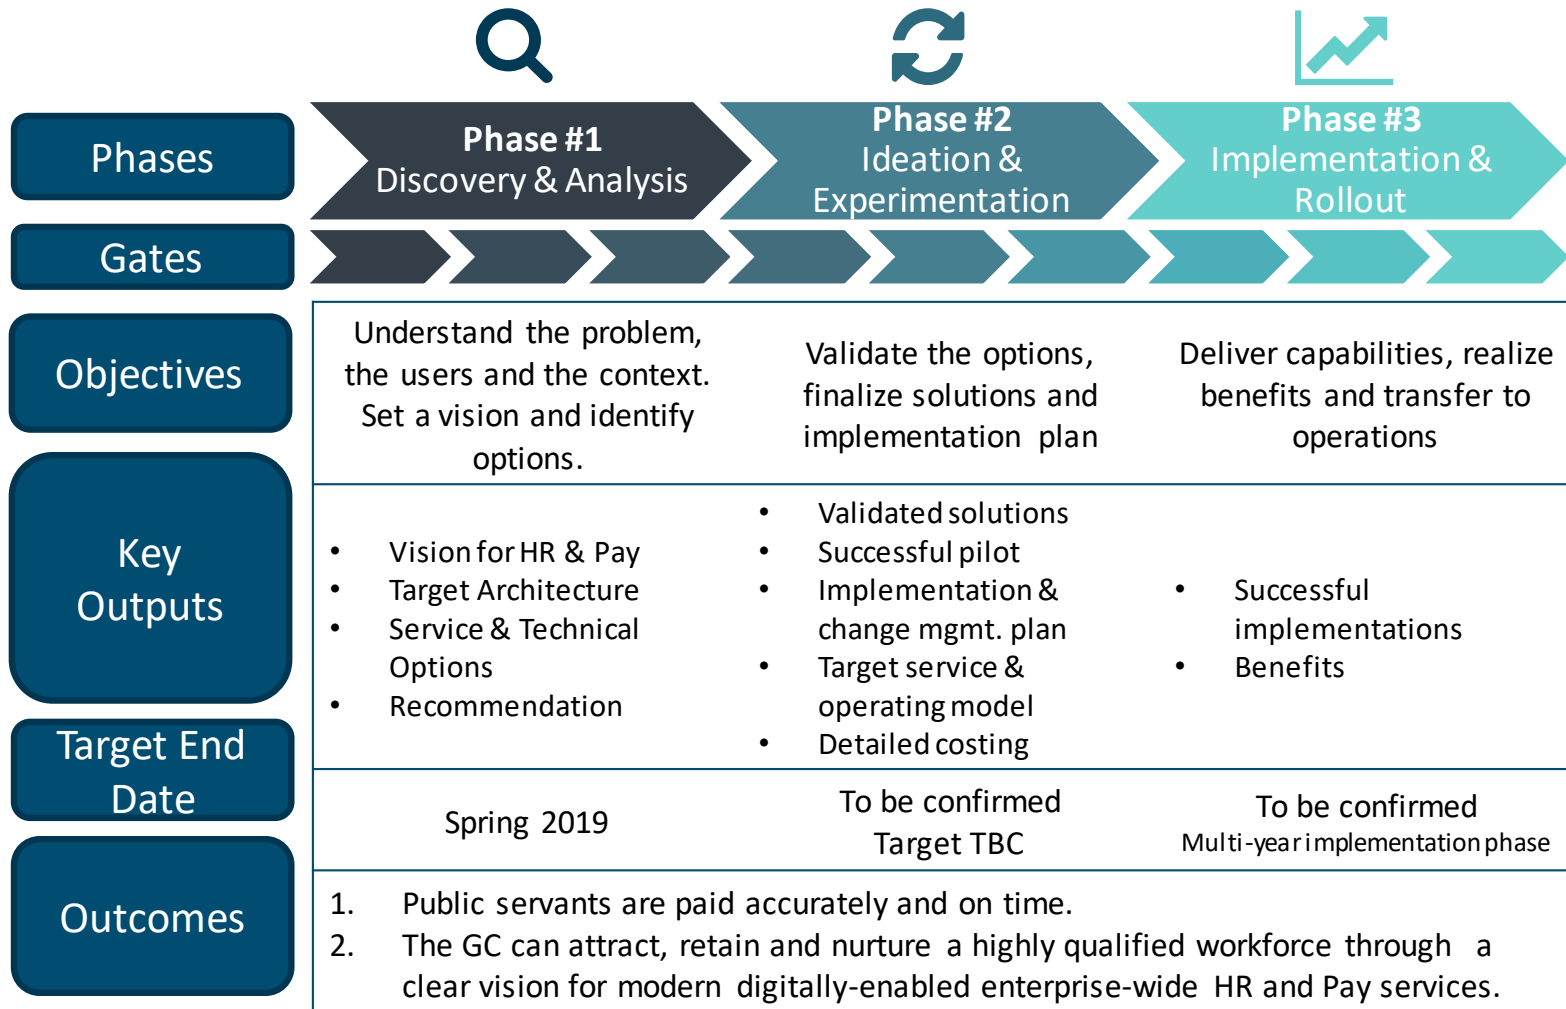 Phases
Phase #1
Discovery & Analysis
Phase #2
Ideation &
Experimentation
Phase #3
Implementation &
Rollout
Gates
Objectives
Understand the problem,
the users and the context.
Set a vision and identify
options.
Validate the options,
finalize solutions and
implementation plan
Deliver capabilities, realize
benefits and transfer to
operations
Key
Outputs
• Vision for HR & Pay
• Target Architecture
• Service & Technical
Options
• Recommendation
• Validated solutions
• Successful pilot
• Implementation &
change mgmt. plan
• Target service &
operating model
• Detailed costing
• Successful
implementations
• Benefits
Target End
Date
Spring 2019
To be confirmed
Target TBC
To be confirmed
Multi-year implementation phase
Outcomes
1. Public servants are paid accurately and on time.
2. The GC can attract, retain and nurture a highly qualified workforce through a
clear vision for modern digitally-enabled enterprise-wide HR and Pay services.